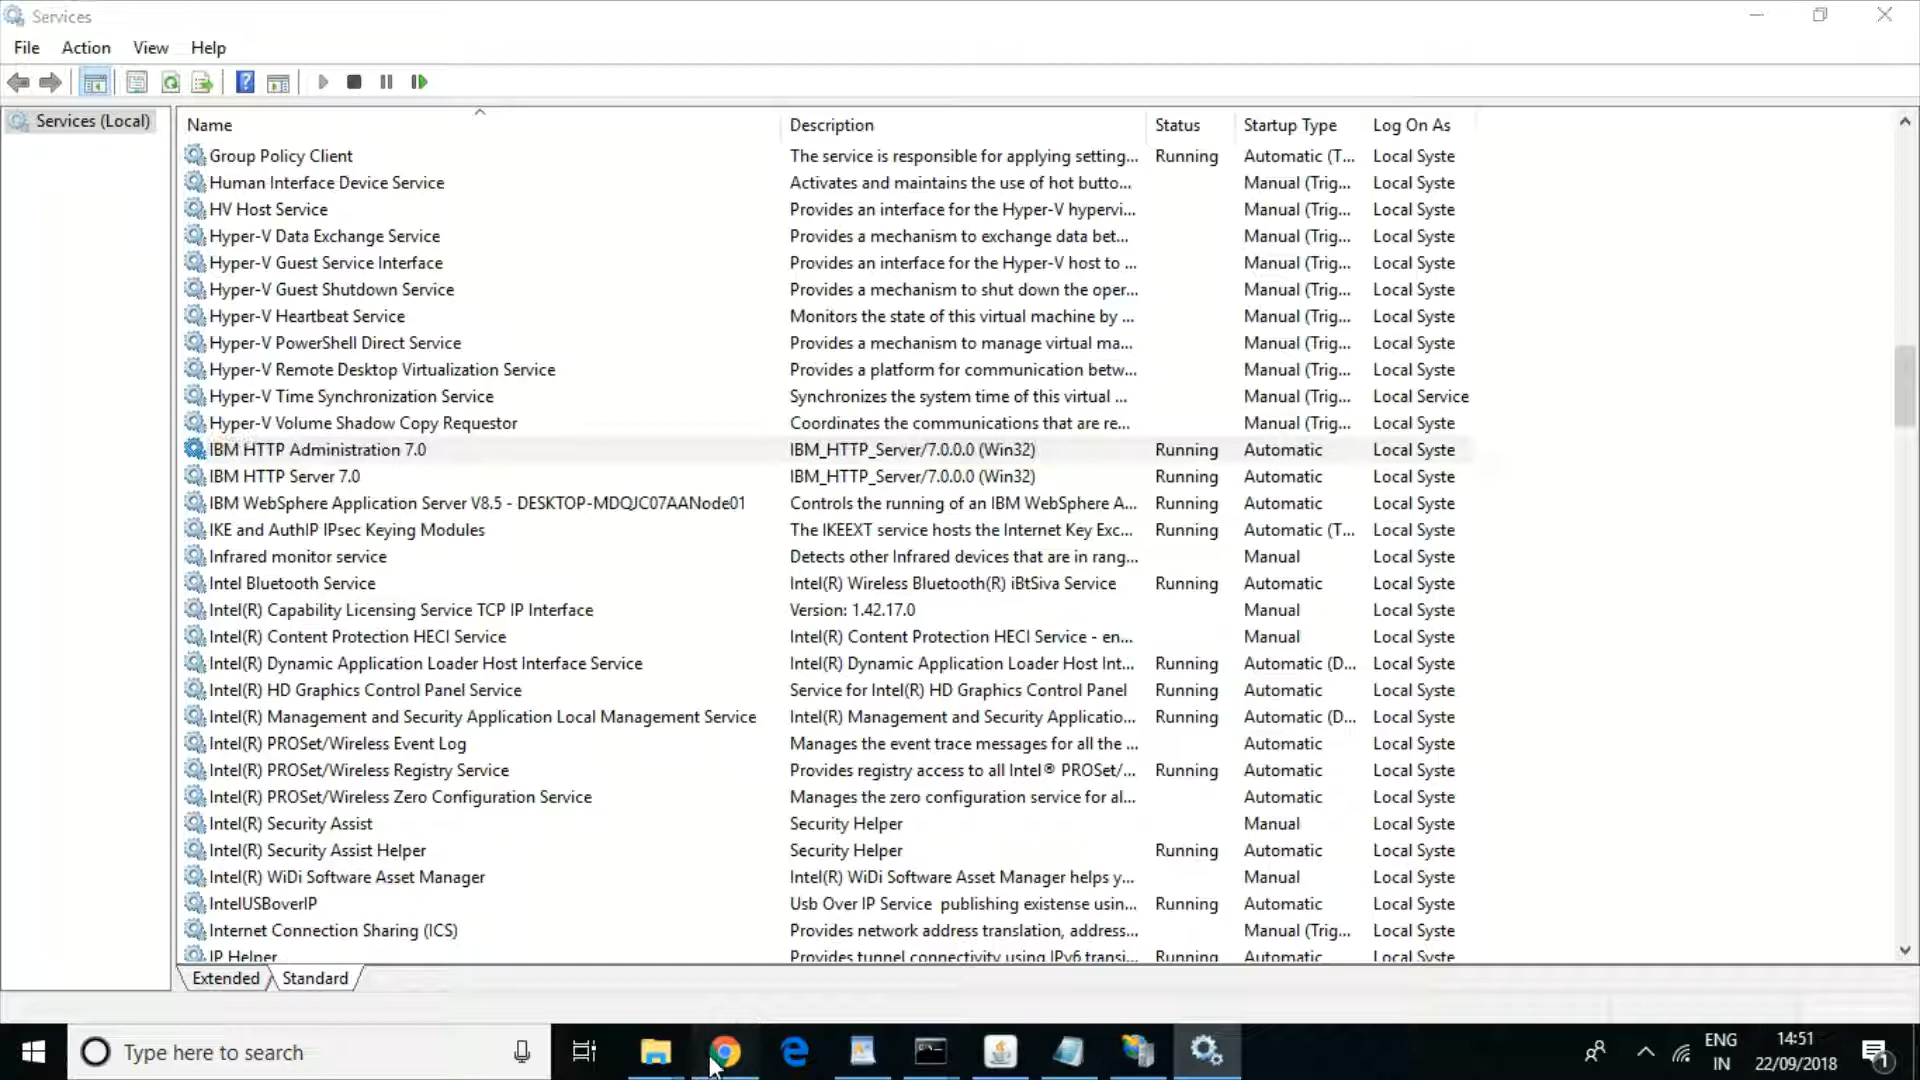 Services
File Action View Help
Services (Local)
Name Description Status Startup Type Log On As
Group Policy Client The service is responsible for applying setting... Running Automatic (T... Local Syste
Human Interface Device Service Activates and maintains the use of hot butto... Manual (Trig... Local Syste
HV Host Service Provides an interface for the Hyper-V hypervi... Manual (Trig... Local Syste
Hyper-V Data Exchange Service Provides a mechanism to exchange data bet... Manual (Trig... Local Syste
Hyper-V Guest Service Interface Provides an interface for the Hyper-V host to ... Manual (Trig... Local Syste
Hyper-V Guest Shutdown Service Provides a mechanism to shut down the oper... Manual (Trig... Local Syste
Hyper-V Heartbeat Service Monitors the state of this virtual machine by ... Manual (Trig... Local Syste
Hyper-V PowerShell Direct Service Provides a mechanism to manage virtual ma... Manual (Trig... Local Syste
Hyper-V Remote Desktop Virtualization Service Provides a platform for communication betw... Manual (Trig... Local Syste
Hyper-V Time Synchronization Service Synchronizes the system time of this virtual ... Manual (Trig... Local Service
Hyper-V Volume Shadow Copy Requestor Coordinates the communications that are re... Manual (Trig... Local Syste
IBM HTTP Administration 7.0 IBM_HTTP_Server/7.0.0.0 (Win32) Running Automatic Local Syste
IBM HTTP Server 7.0 IBM_HTTP_Server/7.0.0.0 (Win32) Running Automatic Local Syste
IBM WebSphere Application Server V8.5 - DESKTOP-MDQJC07AANode01 Controls the running of an IBM WebSphere A... Running Automatic Local Syste
IKE and AuthIP IPsec Keying Modules The IKEEXT service hosts the Internet Key Exc... Running Automatic (T... Local Syste
Infrared monitor service Detects other Infrared devices that are in rang... Manual Local Syste
Intel Bluetooth Service Intel(R) Wireless Bluetooth(R) iBtSiva Service Running Automatic Local Syste
Intel(R) Capability Licensing Service TCP IP Interface Version: 1.42.17.0 Manual Local Syste
Intel(R) Content Protection HECI Service Intel(R) Content Protection HECI Service - en... Manual Local Syste
Intel(R) Dynamic Application Loader Host Interface Service Intel(R) Dynamic Application Loader Host Int... Running Automatic (D... Local Syste
Intel(R) HD Graphics Control Panel Service Service for Intel(R) HD Graphics Control Panel Running Automatic Local Syste
Intel(R) Management and Security Application Local Management Service Intel(R) Management and Security Applicatio... Running Automatic (D... Local Syste
Intel(R) PROSet/Wireless Event Log Manages the event trace messages for all the ... Automatic Local Syste
Intel(R) PROSet/Wireless Registry Service Provides registry access to all Intel® PROSet/... Running Automatic Local Syste
Intel(R) PROSet/Wireless Zero Configuration Service Manages the zero configuration service for al... Automatic Local Syste
Intel(R) Security Assist Security Helper Manual Local Syste
Intel(R) Security Assist Helper Security Helper Running Automatic Local Syste
Intel(R) WiDi Software Asset Manager Intel(R) WiDi Software Asset Manager helps y... Manual Local Syste
IntelUSBoverIP Usb Over IP Service publishing existense usin... Running Automatic Local Syste
Internet Connection Sharing (ICS) Provides network address translation, address... Manual (Trig... Local Syste
IP Helper Provides tunnel connectivity using IPv6 transi... Running Automatic Local Syste
Extended Standard
Type here to search
ENG 14:51
IN 22/09/2018 1